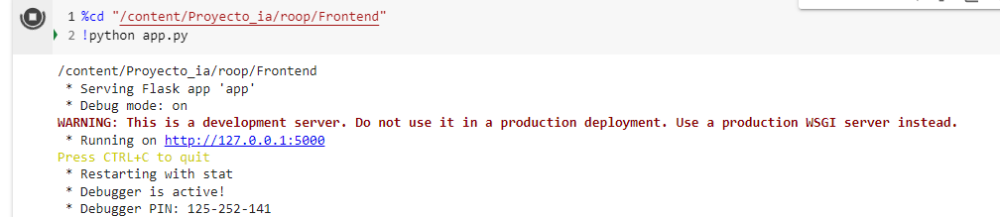 1 %cd "/content/Proyecto_ia/roop/Frontend"
2 !python app.py
/content/Proyecto_ia/roop/Frontend
* Serving Flask app 'app'
* Debug mode: on
WARNING: This is a development server. Do not use it in a production deployment. Use a production WSGI server instead.
* Running on http://127.0.0.1:5000
Press CTRL+C to quit
* Restarting with stat
* Debugger is active!
* Debugger PIN: 125-252-141